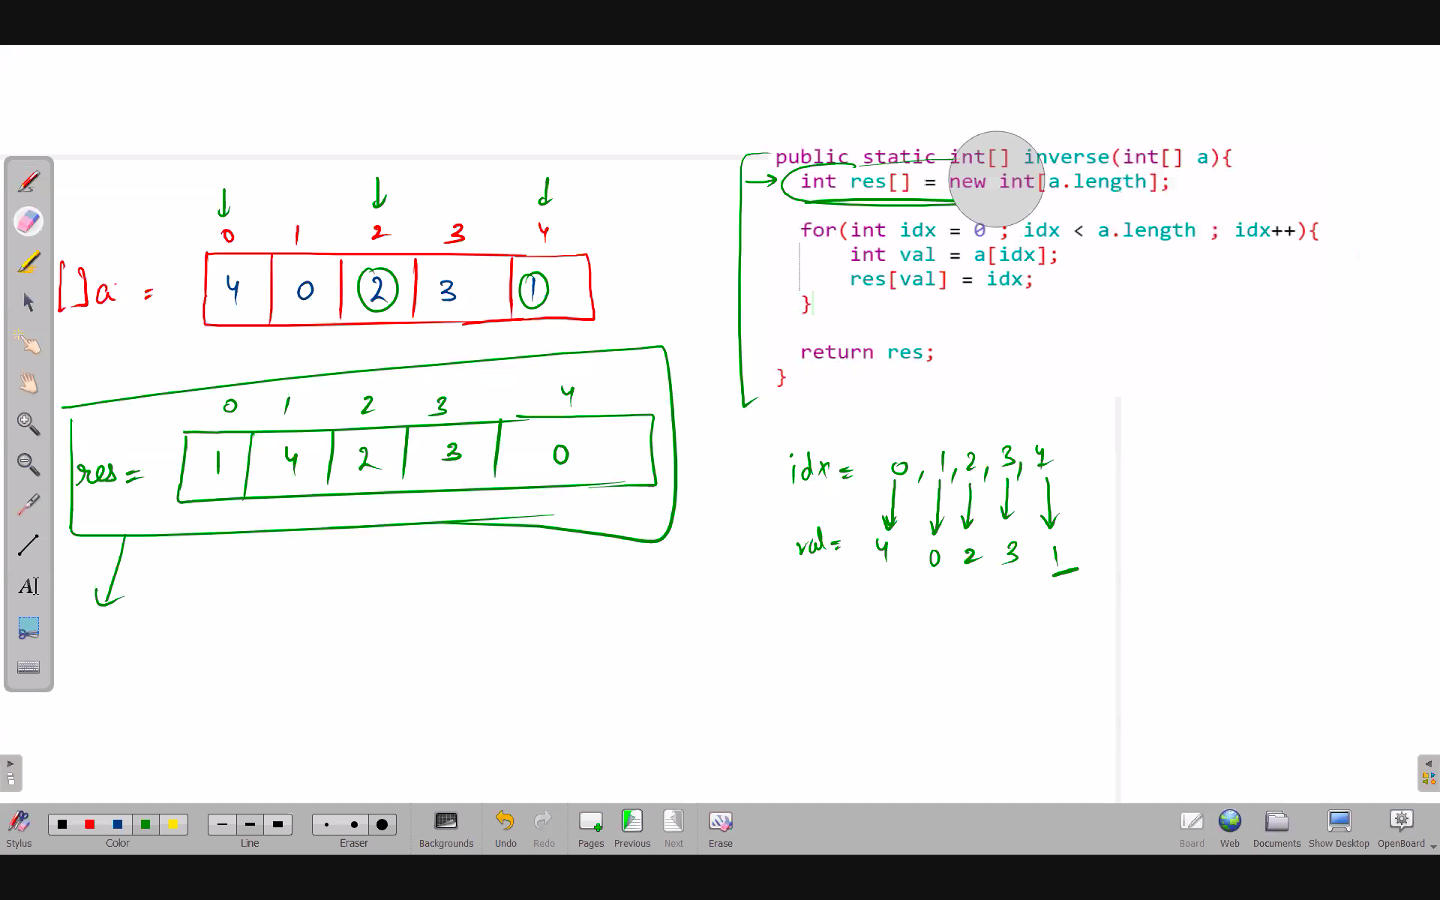 public static int[] inverse(int[] a){
int res[] = new int[a.length];
for(int idx = 0 ; idx < a.length ; idx++){
int val = a[idx];
res[val] = idx;
}
return res;
}
0 1 2 3 4
[]a = 4 0 2 3 1
0 1 2 3 4
res= 1 4 2 3 0
idx = 0, 1, 2, 3, 4
val= 4 0 2 3 1
AI
Stylus
Color
Line
Eraser
Backgrounds
Undo
Redo
Pages
Previous
Next
Erase
Board
Web
Documents
Show Desktop
OpenBoard